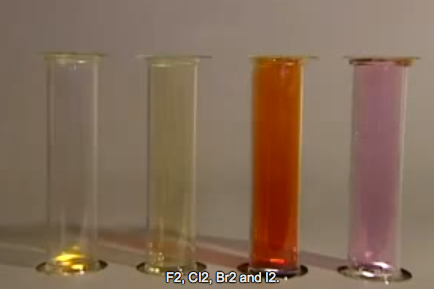 F2, Cl2, Br2 and I2.